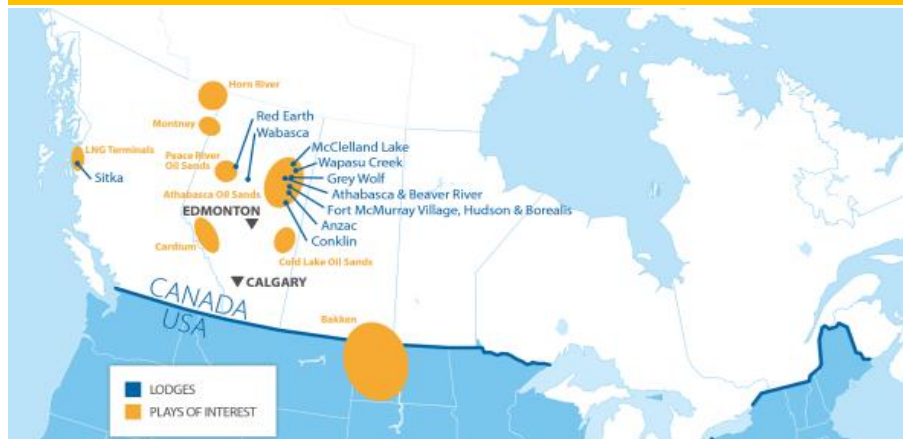 Horn River
Montney
Red Earth
Wabasca
LNG Terminals
Sitka
Peace River
Oil Sands
McClelland Lake
Wapasu Creek
Grey Wolf
Athabasca Oil Sands
Athabasca & Beaver River
Fort McMurray Village, Hudson & Borealis
EDMONTON
Anzac
Conklin
Cardium
Cold Lake Oil Sands
CALGARY
CANADA
USA
Bakken
LODGES
PLAYS OF INTEREST